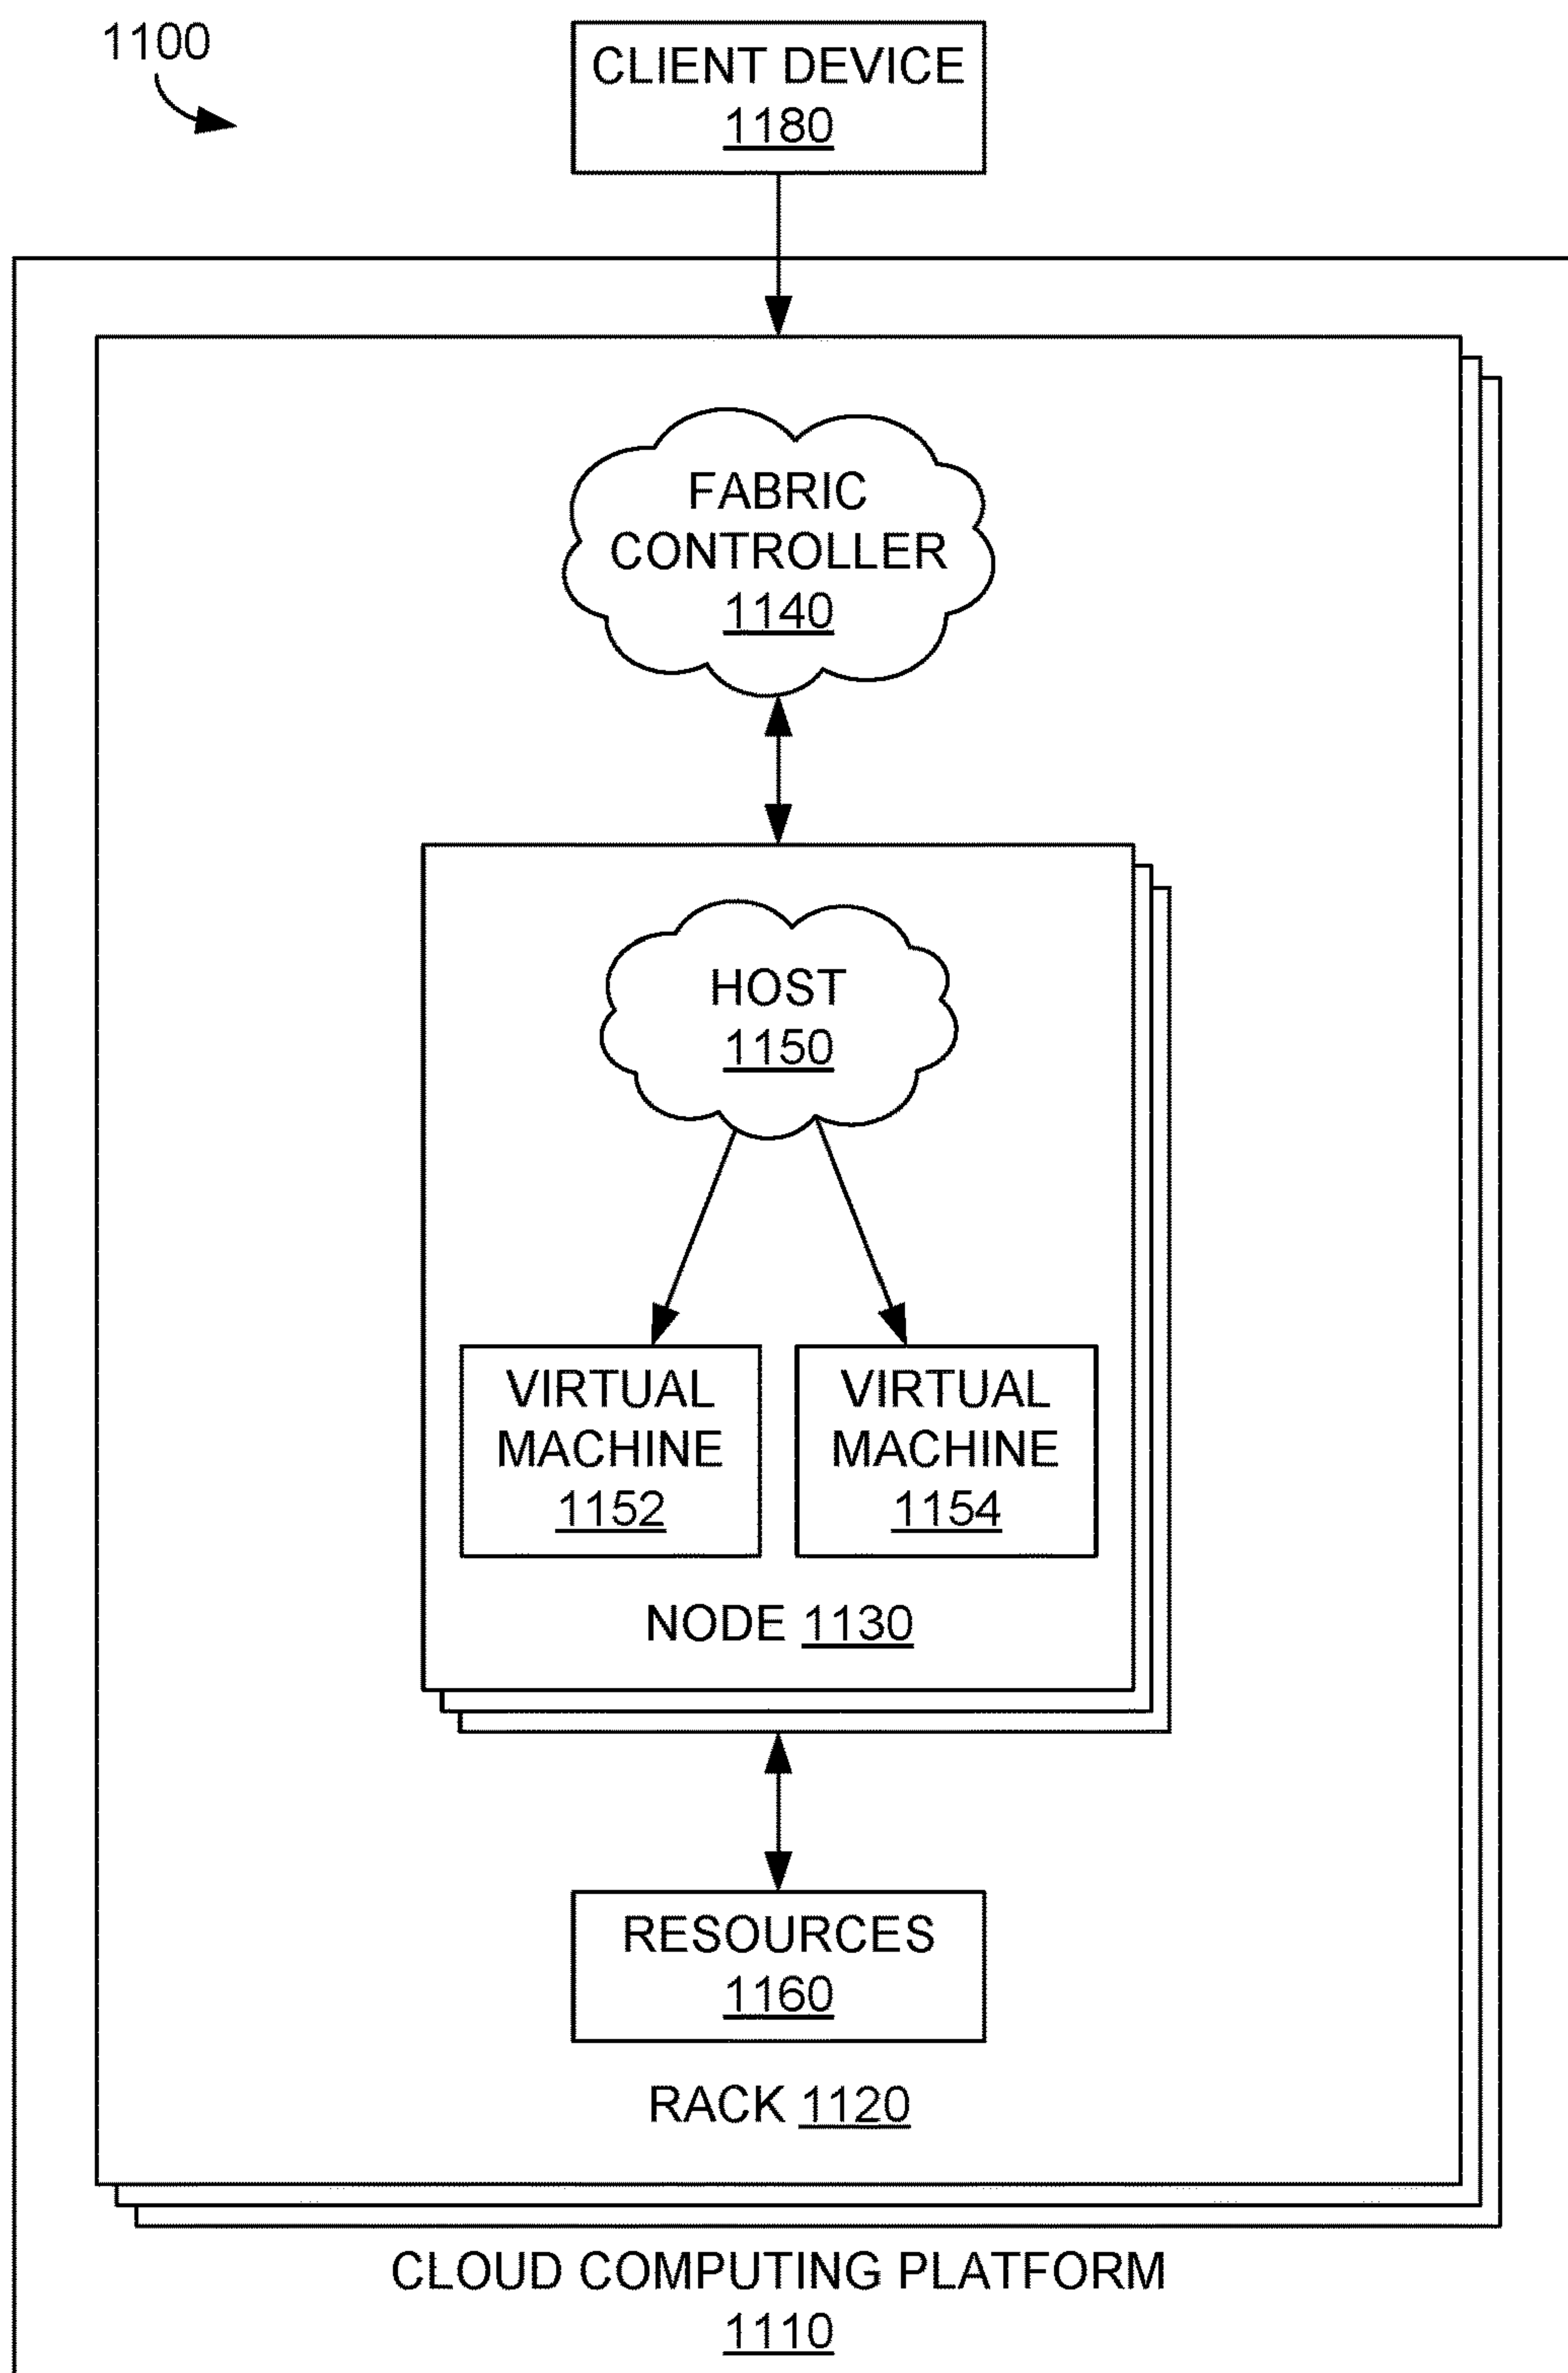 1100
CLIENT DEVICE
1180
FABRIC
CONTROLLER
1140
HOST
1150
VIRTUAL
MACHINE
1152
VIRTUAL
MACHINE
1154
NODE 1130
RESOURCES
1160
RACK 1120
CLOUD COMPUTING PLATFORM
1110